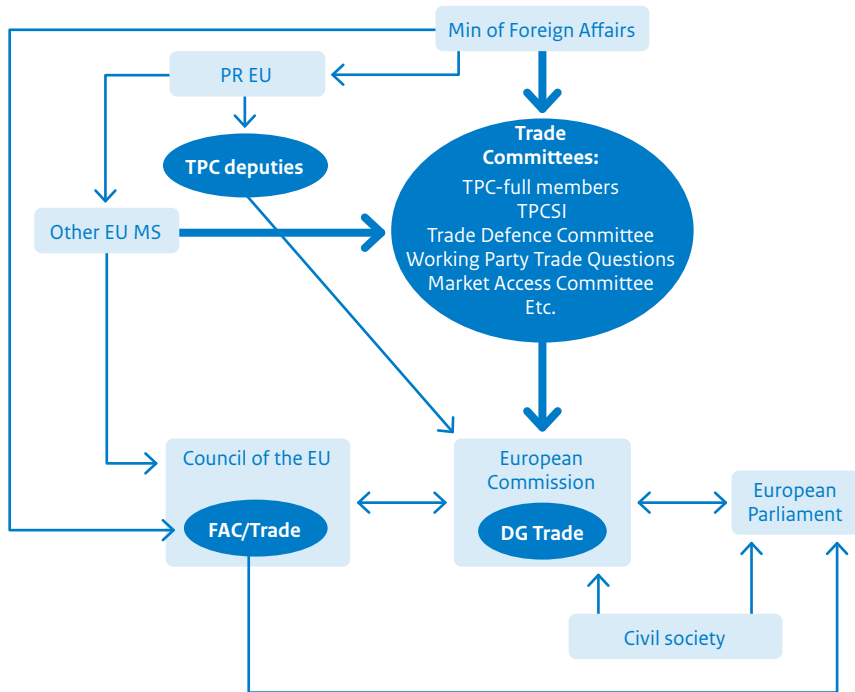 Min of Foreign Affairs
PR EU
TPC deputies
Trade
Committees:
TPC-full members
TPCSI
Trade Defence Committee
Working Party Trade Questions
Market Access Committee
Etc.
Other EU MS
Council of the EU
FAC/Trade
European
Commission
DG Trade
European
Parliament
Civil society